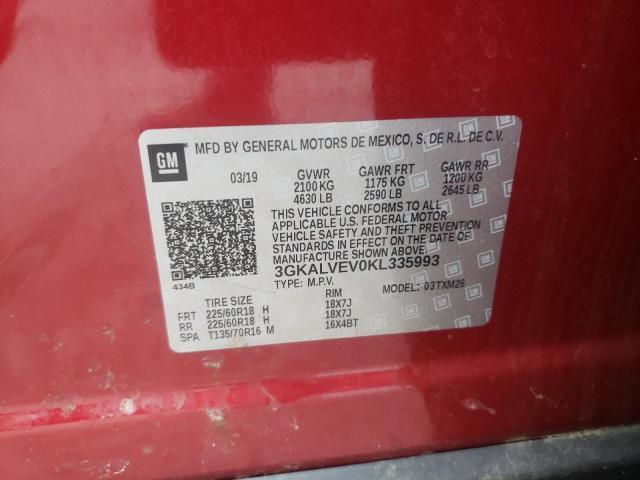 GM
MFD BY GENERAL MOTORS DE MEXICO, S. DE R.L. DE C.V.
03/19 GVWR GAWR FRT GAWR RR
2100 KG 1175 KG 1200 KG
4630 LB 2590 LB 2645 LB
THIS VEHICLE CONFORMS TO ALL
APPLICABLE U.S. FEDERAL MOTOR
VEHICLE SAFETY AND THEFT PREVENTION
STANDARDS IN EFFECT ON THE DATE OF
MANUFACTURE SHOWN ABOVE.
3GKALVEV0KL335993
434B
TYPE: M.P.V. MODEL: 03TXM26
TIRE SIZE RIM
FRT 225/60R18 H 18X7J
RR 225/60R18 H 18X7J
SPA T135/70R16 M 16X4BT